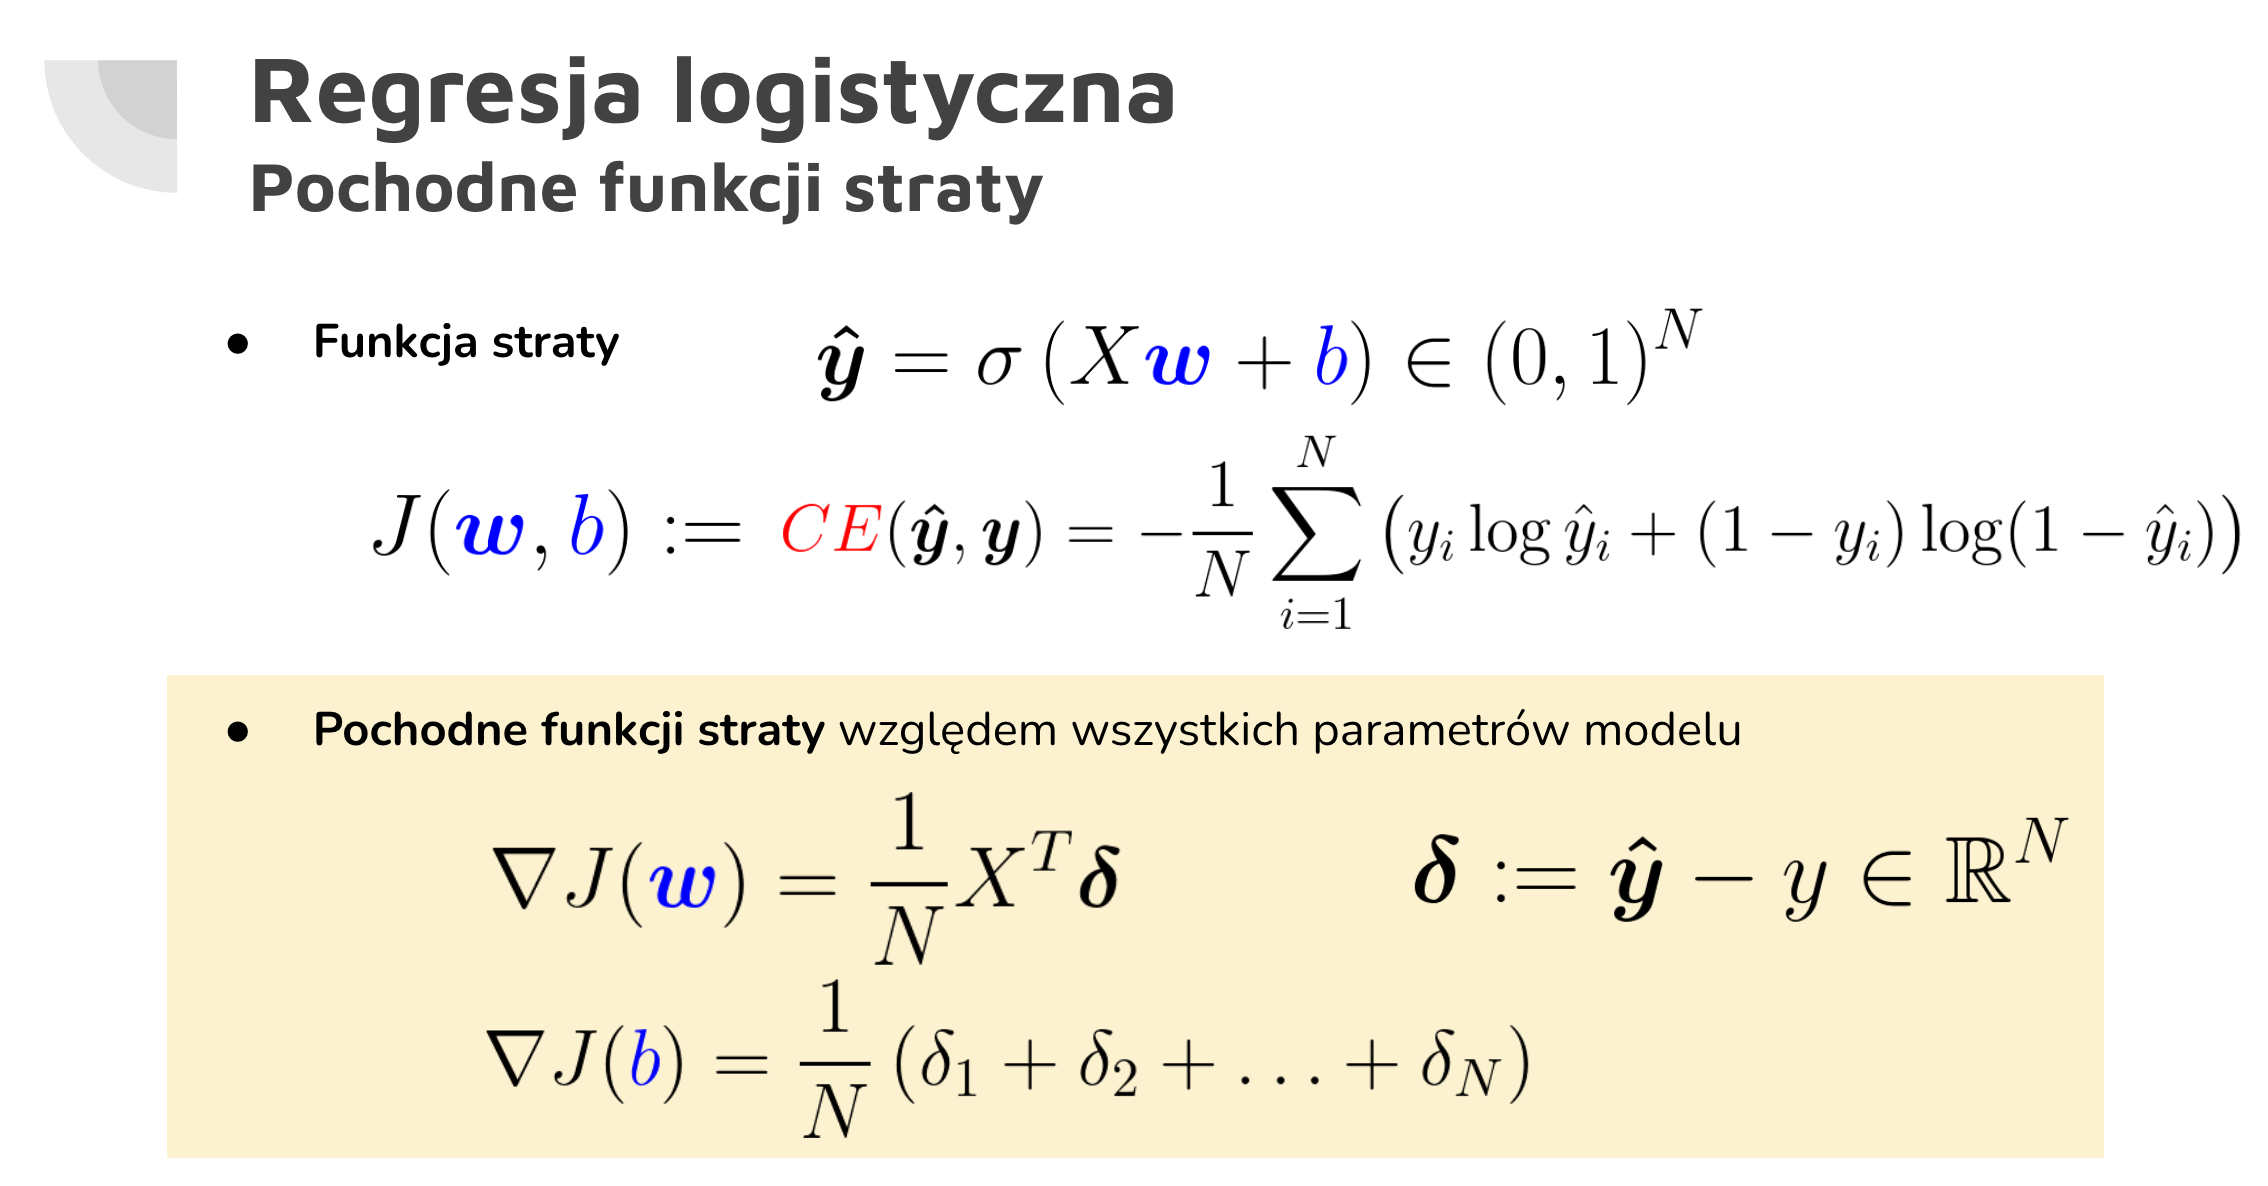 Regresja logistyczna
Pochodne funkcji straty
● Funkcja straty
$\hat{\boldsymbol{y}} = \sigma\left(X\boldsymbol{w} + b\right) \in (0, 1)^N$
$J(\boldsymbol{w}, b) := CE(\hat{\boldsymbol{y}}, \boldsymbol{y}) = -\frac{1}{N}\sum_{i=1}^{N}\left(y_i \log \hat{y}_i + (1 - y_i)\log(1 - \hat{y}_i)\right)$
● Pochodne funkcji straty względem wszystkich parametrów modelu
$\nabla J(\boldsymbol{w}) = \frac{1}{N}X^T\boldsymbol{\delta}$
$\boldsymbol{\delta} := \hat{\boldsymbol{y}} - y \in \mathbb{R}^N$
$\nabla J(b) = \frac{1}{N}\left(\delta_1 + \delta_2 + \ldots + \delta_N\right)$